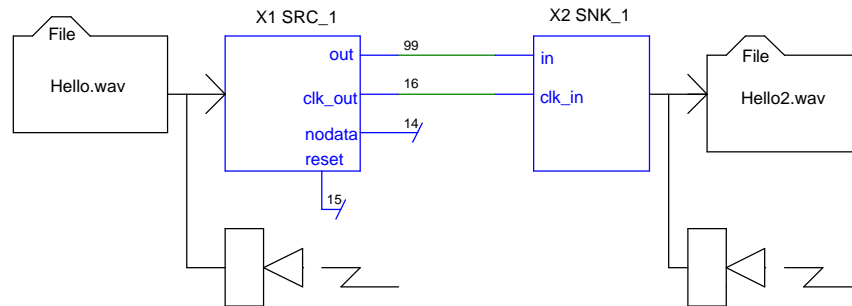 X1 SRC_1
X2 SNK_1
File
Hello.wav
out
99
in
File
Hello2.wav
clk_out
16
clk_in
nodata
14
reset
15